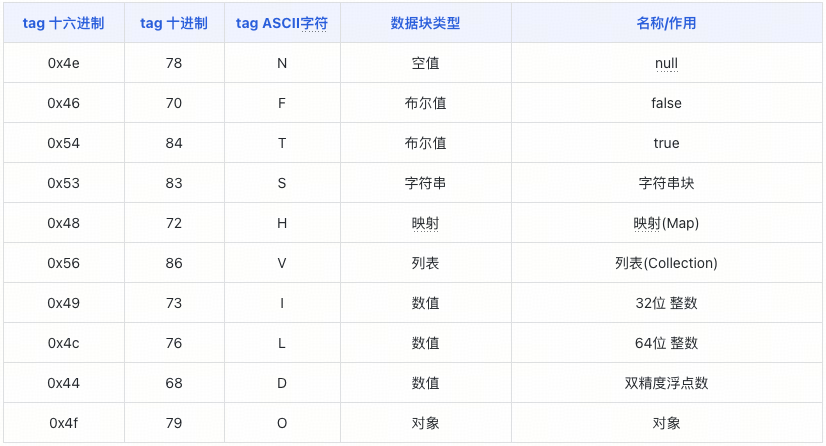 tag 十六进制 tag 十进制 tag ASCII字符 数据块类型 名称/作用
0x4e 78 N 空值 null
0x46 70 F 布尔值 false
0x54 84 T 布尔值 true
0x53 83 S 字符串 字符串块
0x48 72 H 映射 映射(Map)
0x56 86 V 列表 列表(Collection)
0x49 73 I 数值 32位 整数
0x4c 76 L 数值 64位 整数
0x44 68 D 数值 双精度浮点数
0x4f 79 O 对象 对象